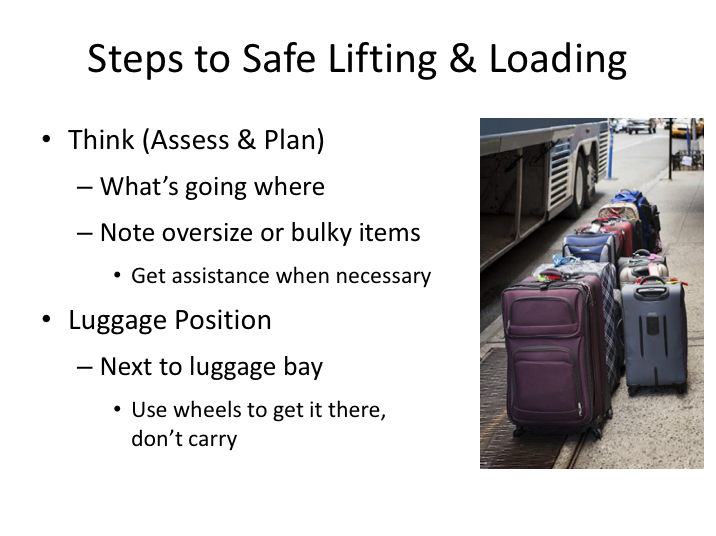 Steps to Safe Lifting & Loading
• Think (Assess & Plan)
– What’s going where
– Note oversize or bulky items
• Get assistance when necessary
• Luggage Position
– Next to luggage bay
• Use wheels to get it there,
don’t carry